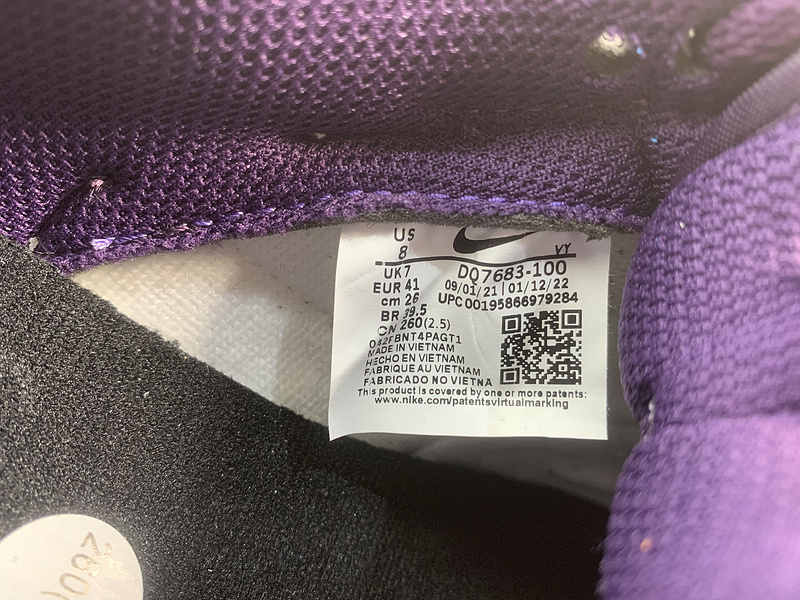 US
8
VY
UK7 DQ7683-100
EUR 41 09/01/21 | 01/12/22
cm 26 UPC 00195866979284
BR 39.5
CN 260(2.5)
MADE IN VIETNAM
HECHO EN VIETNAM
FABRIQUE AU VIETNAM
FABRICADO NO VIETNA
This product is covered by one or more patents:
www.nike.com/patentsvirtualmarking
260(